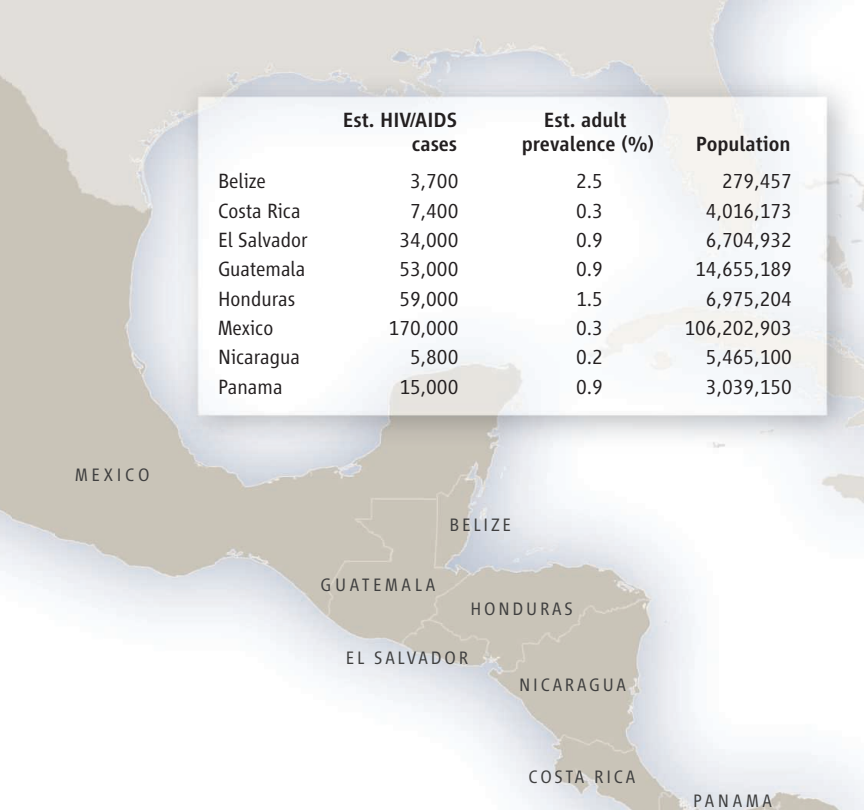 Est. HIV/AIDS Est. adult
cases prevalence (%) Population
Belize 3,700 2.5 279,457
Costa Rica 7,400 0.3 4,016,173
El Salvador 34,000 0.9 6,704,932
Guatemala 53,000 0.9 14,655,189
Honduras 59,000 1.5 6,975,204
Mexico 170,000 0.3 106,202,903
Nicaragua 5,800 0.2 5,465,100
Panama 15,000 0.9 3,039,150
MEXICO
BELIZE
GUATEMALA
HONDURAS
EL SALVADOR
NICARAGUA
COSTA RICA
PANAMA